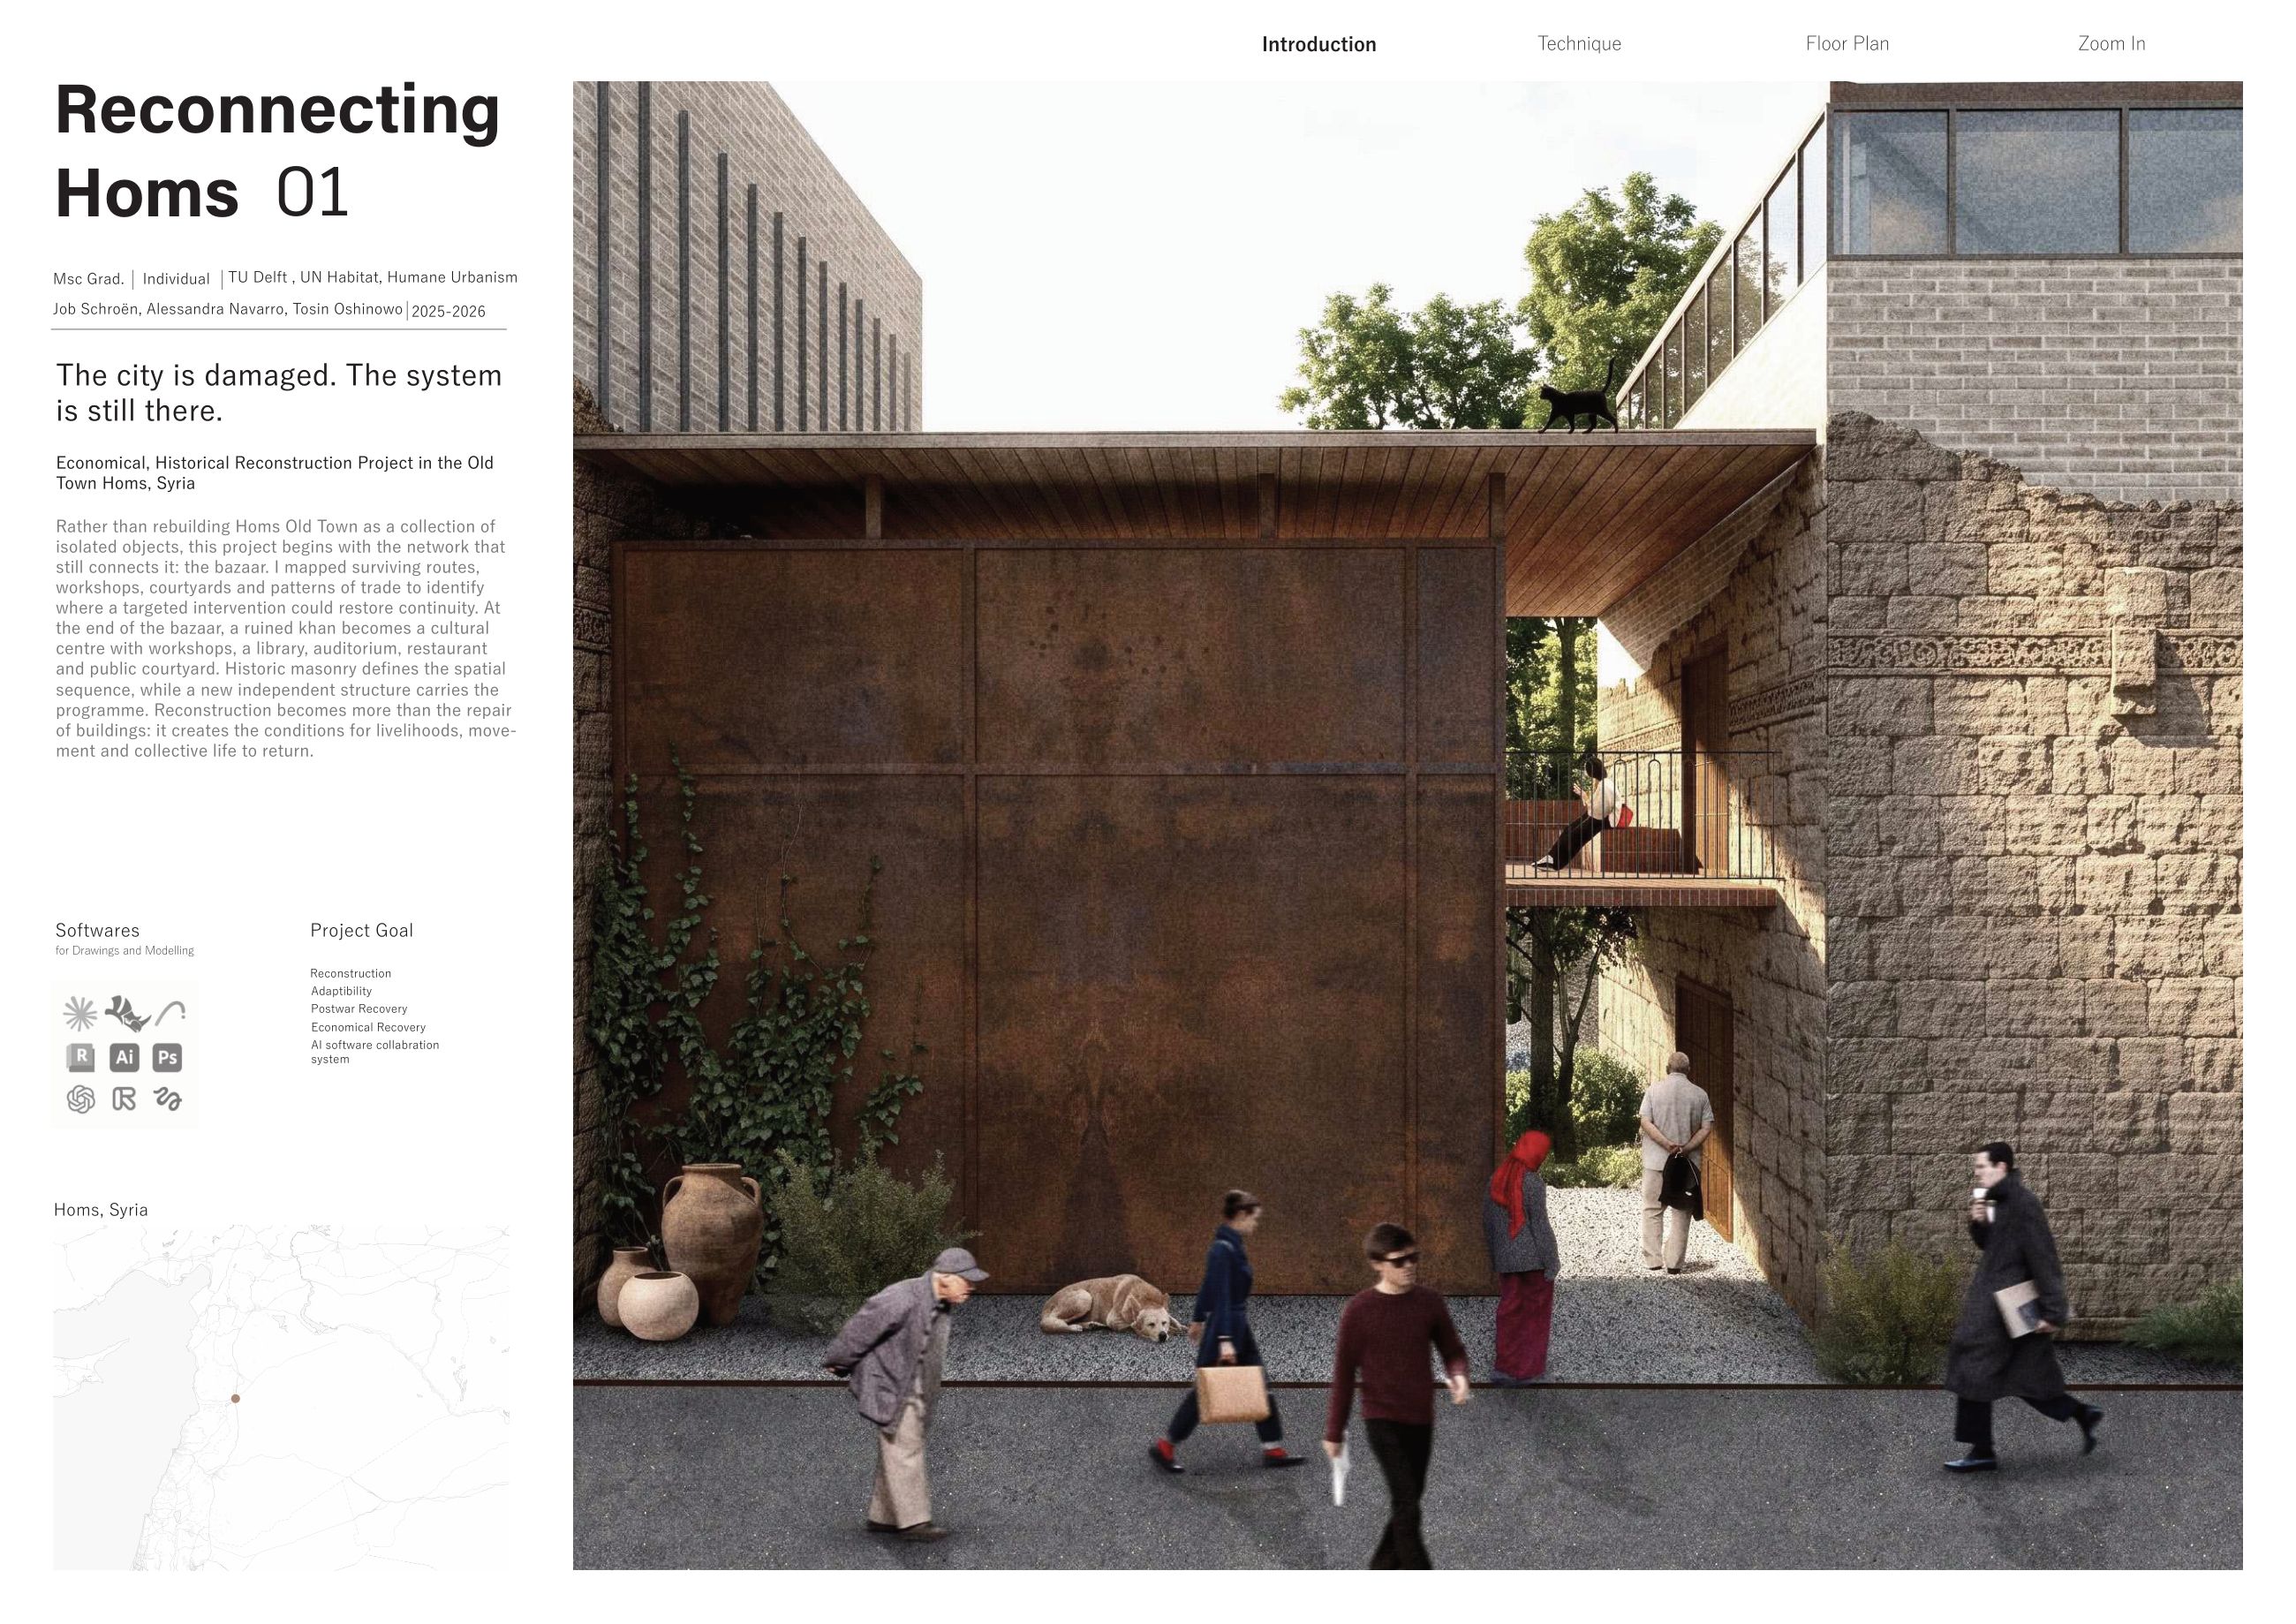 Introduction
Technique
Floor Plan
Zoom In
Reconnecting
Homs 01
Msc Grad. | Individual | TU Delft , UN Habitat, Humane Urbanism
Job Schroën, Alessandra Navarro, Tosin Oshinowo | 2025-2026
The city is damaged. The system
is still there.
Economical, Historical Reconstruction Project in the Old
Town Homs, Syria
Rather than rebuilding Homs Old Town as a collection of
isolated objects, this project begins with the network that
still connects it: the bazaar. I mapped surviving routes,
workshops, courtyards and patterns of trade to identify
where a targeted intervention could restore continuity. At
the end of the bazaar, a ruined khan becomes a cultural
centre with workshops, a library, auditorium, restaurant
and public courtyard. Historic masonry defines the spatial
sequence, while a new independent structure carries the
programme. Reconstruction becomes more than the repair
of buildings: it creates the conditions for livelihoods, move-
ment and collective life to return.
Softwares
for Drawings and Modelling
R
Ai
Ps
Project Goal
Reconstruction
Adaptibility
Postwar Recovery
Economical Recovery
AI software collabration
system
Homs, Syria